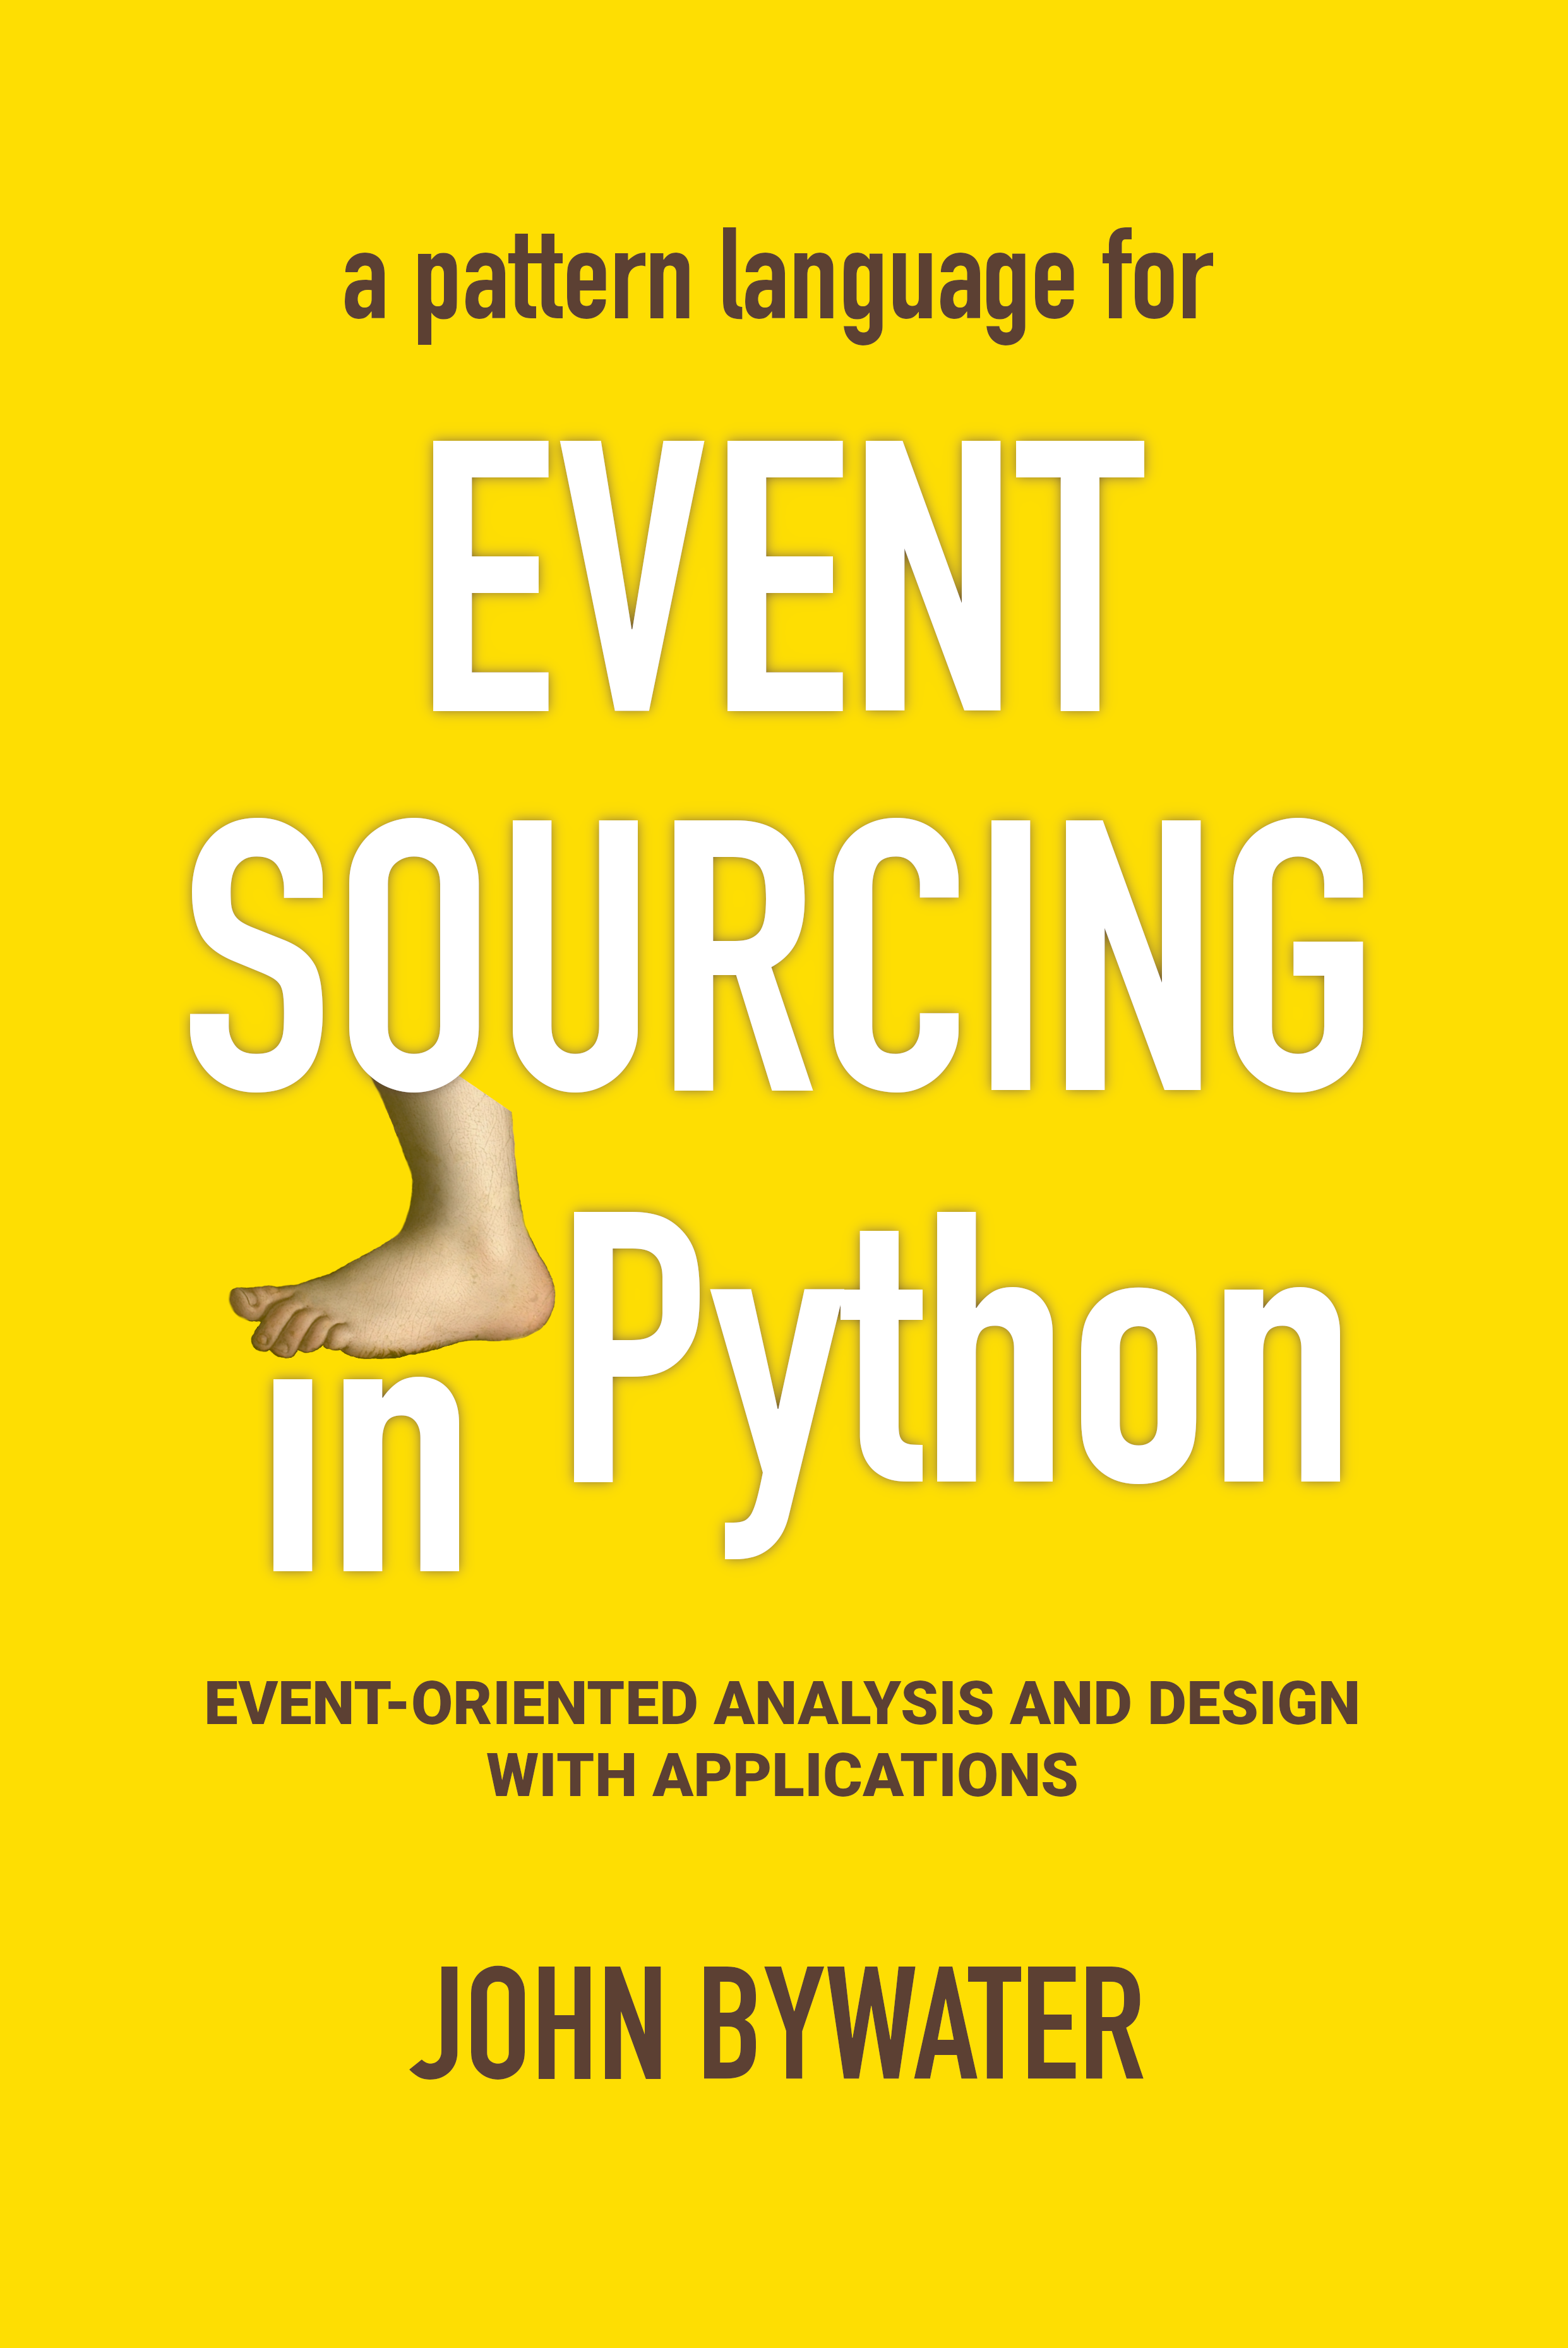 a pattern language for
EVENT
SOURCING
in Python
EVENT-ORIENTED ANALYSIS AND DESIGN
WITH APPLICATIONS
JOHN BYWATER